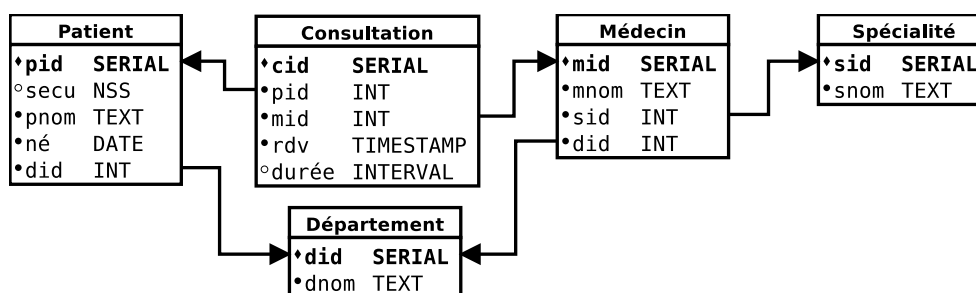 Patient
♦pid SERIAL
○secu NSS
●pnom TEXT
●né DATE
●did INT
Consultation
♦cid SERIAL
●pid INT
●mid INT
●rdv TIMESTAMP
○durée INTERVAL
Médecin
♦mid SERIAL
●mnom TEXT
●sid INT
●did INT
Spécialité
♦sid SERIAL
●snom TEXT
Département
♦did SERIAL
●dnom TEXT